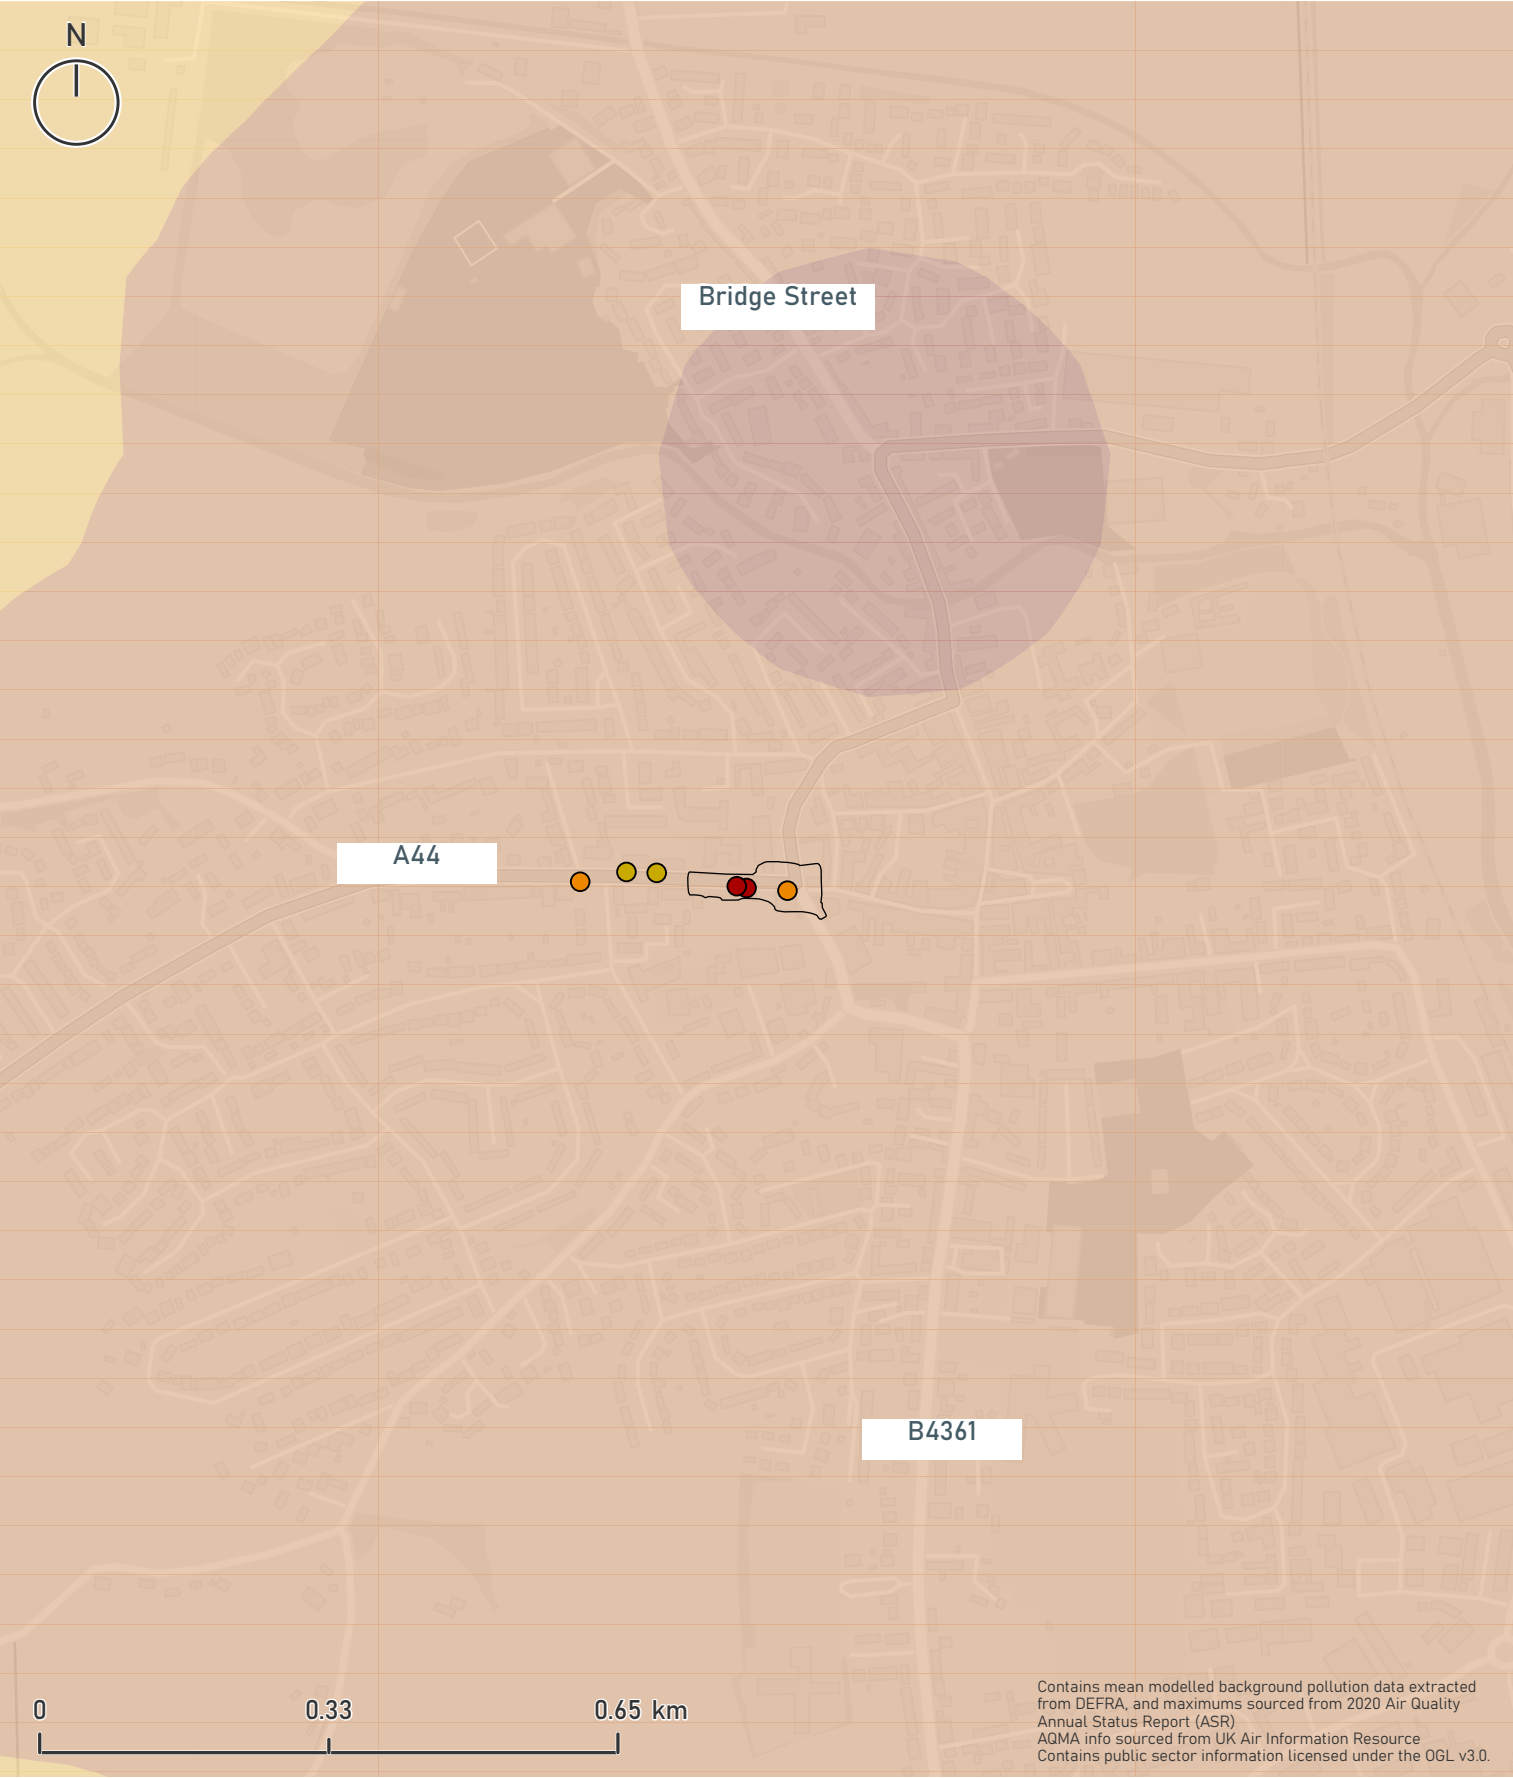 N
Bridge Street
A44
B4361
0 0.33 0.65 km
Contains mean modelled background pollution data extracted
from DEFRA, and maximums sourced from 2020 Air Quality
Annual Status Report (ASR)
AQMA info sourced from UK Air Information Resource
Contains public sector information licensed under the OGL v3.0.